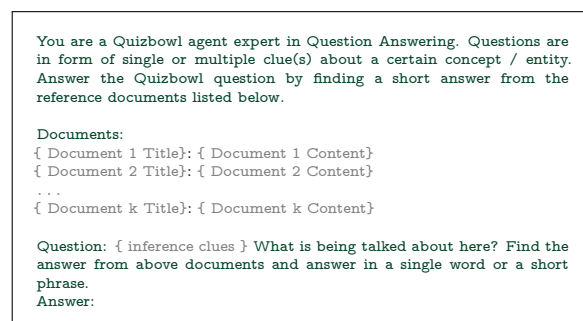 You are a Quizbowl agent expert in Question Answering. Questions are
in form of single or multiple clue(s) about a certain concept / entity.
Answer the Quizbowl question by finding a short answer from the
reference documents listed below.
Documents:
{ Document 1 Title}: { Document 1 Content}
{ Document 2 Title}: { Document 2 Content}
...
{ Document k Title}: { Document k Content}
Question: { inference clues } What is being talked about here? Find the
answer from above documents and answer in a single word or a short
phrase.
Answer: